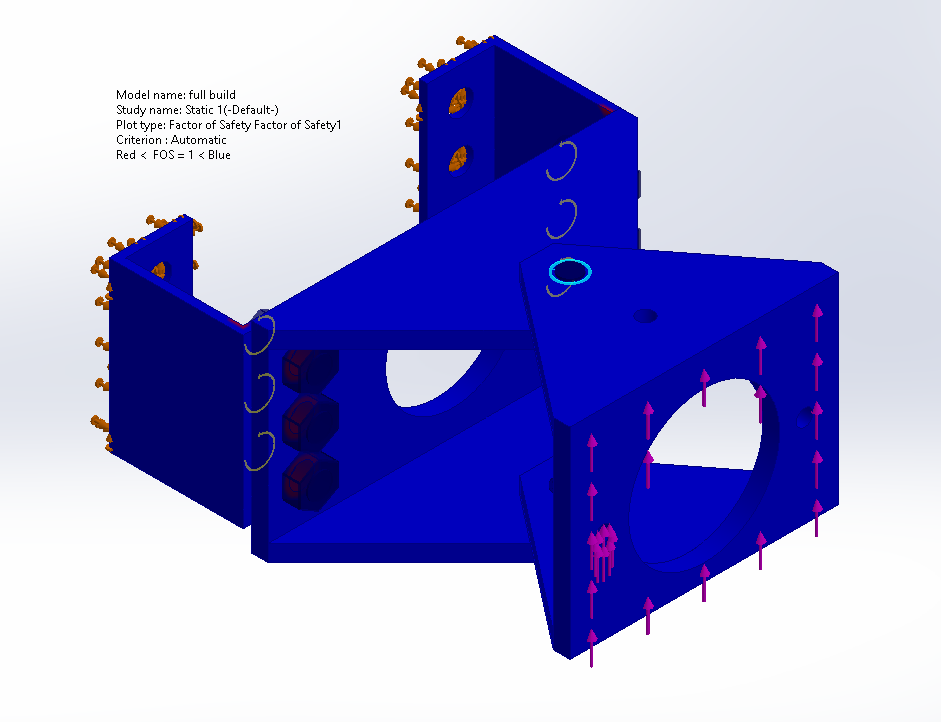 Model name: full build
Study name: Static 1(-Default-)
Plot type: Factor of Safety Factor of Safety1
Criterion : Automatic
Red < FOS = 1 < Blue